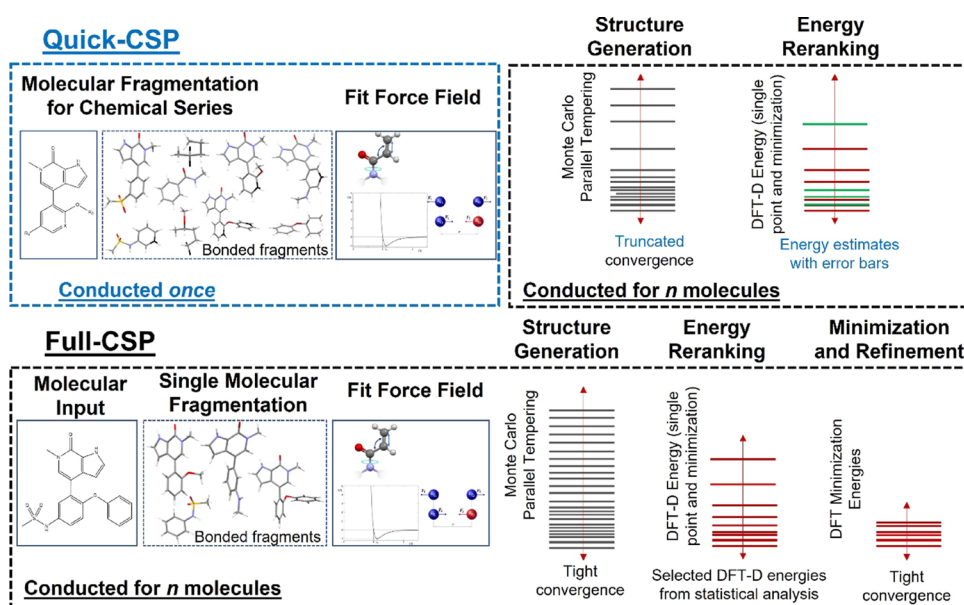 Quick-CSP
Molecular Fragmentation
for Chemical Series
Fit Force Field
Bonded fragments
Conducted once
Structure
Generation
Energy
Reranking
Monte Carlo
Parallel Tempering
DFT-D Energy (single
point and minimization)
Truncated
convergence
Energy estimates
with error bars
Conducted for n molecules
Full-CSP
Molecular
Input
Single Molecular
Fragmentation
Fit Force Field
Bonded fragments
Conducted for n molecules
Structure
Generation
Energy
Reranking
Minimization
and Refinement
Monte Carlo
Parallel Tempering
DFT-D Energy (single
point and minimization)
DFT Minimization
Energies
Tight
convergence
Selected DFT-D energies
from statistical analysis
Tight
convergence